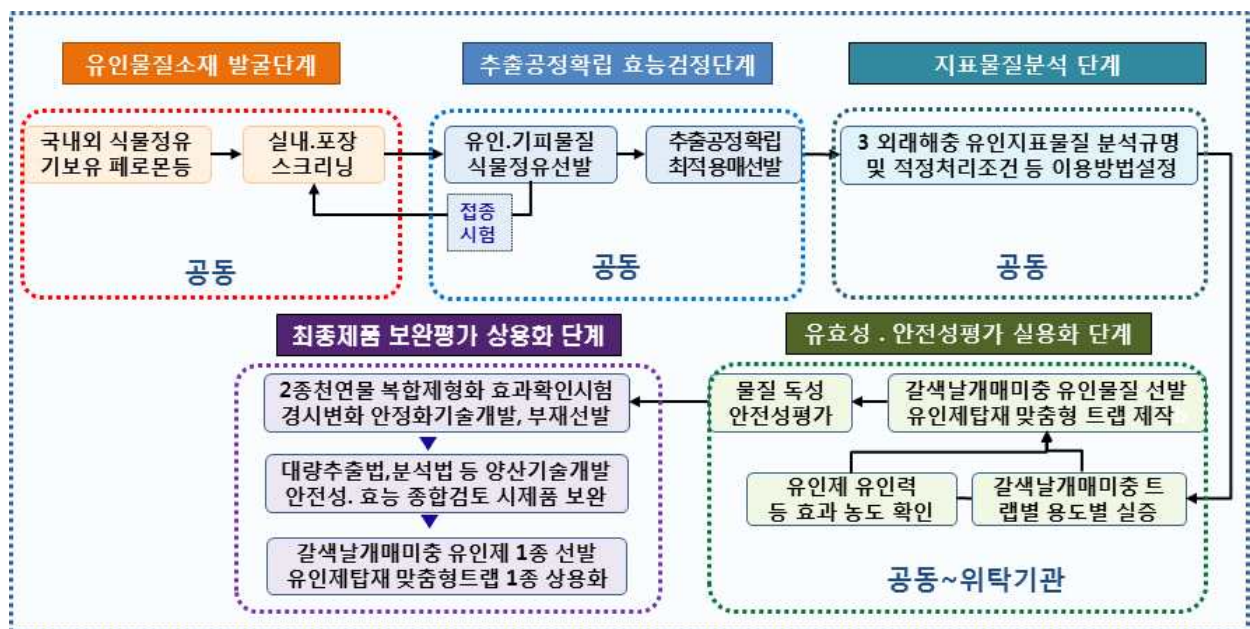 유인물질소재 발굴단계
국내외 식물정유
기보유 페로몬등
실내.포장
스크리닝
공동
추출공정확립 효능검정단계
유인.기피물질
식물정유선발
추출공정확립
최적용매선발
접종
시험
공동
지표물질분석 단계
3 외래해충 유인지표물질 분석규명
및 적정처리조건 등 이용방법설정
공동
유효성 . 안전성평가 실용화 단계
갈색날개매미충 트
랩별 용도별 실증
유인제 유인력
등 효과 농도 확인
갈색날개매미충 유인물질 선발
유인제탑재 맞춤형 트랩 제작
물질 독성
안전성평가
공동~위탁기관
최종제품 보완평가 상용화 단계
2종천연물 복합제형화 효과확인시험
경시변화 안정화기술개발, 부재선발
대량추출법,분석법 등 양산기술개발
안전성. 효능 종합검토 시제품 보완
갈색날개매미충 유인제 1종 선발
유인제탑재 맞춤형트랩 1종 상용화